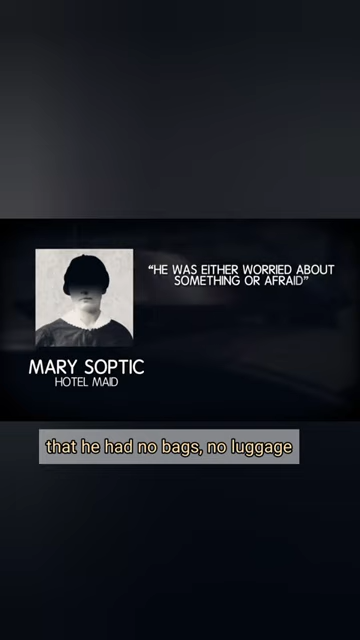 “HE WAS EITHER WORRIED ABOUT
SOMETHING OR AFRAID”
MARY SOPTIC
HOTEL MAID
that he had no bags, no luggage